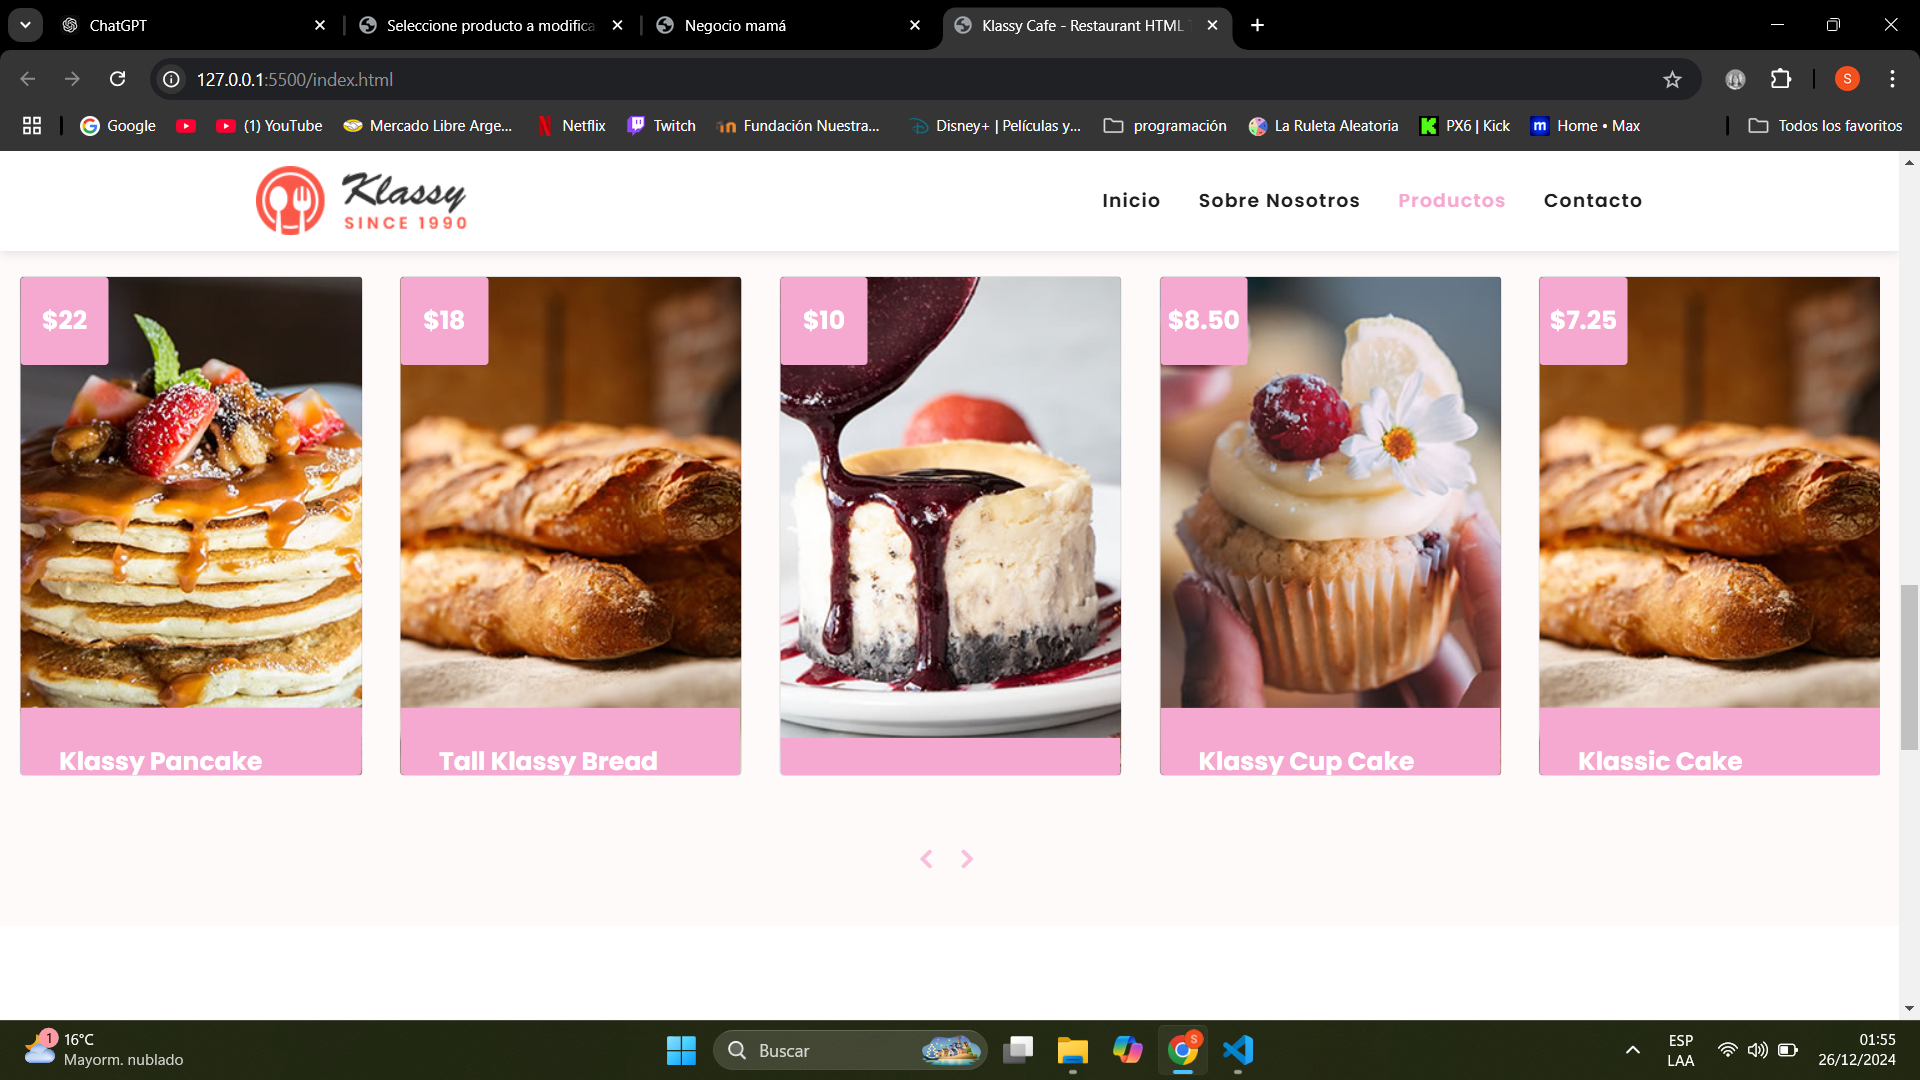 ChatGPT
Seleccione producto a modifica
Negocio mamá
Klassy Cafe - Restaurant HTML
127.0.0.1:5500/index.html
S
Google
(1) YouTube
Mercado Libre Arge...
Netflix
Twitch
Fundación Nuestra...
Disney+ | Películas y...
programación
La Ruleta Aleatoria
PX6 | Kick
Home • Max
Todos los favoritos
Klassy
SINCE 1990
Inicio
Sobre Nosotros
Productos
Contacto
$22
$18
$10
$8.50
$7.25
Klassy Pancake
Tall Klassy Bread
Klassy Cup Cake
Klassic Cake
1
16°C
Mayorm. nublado
Buscar
S
ESP
LAA
01:55
26/12/2024